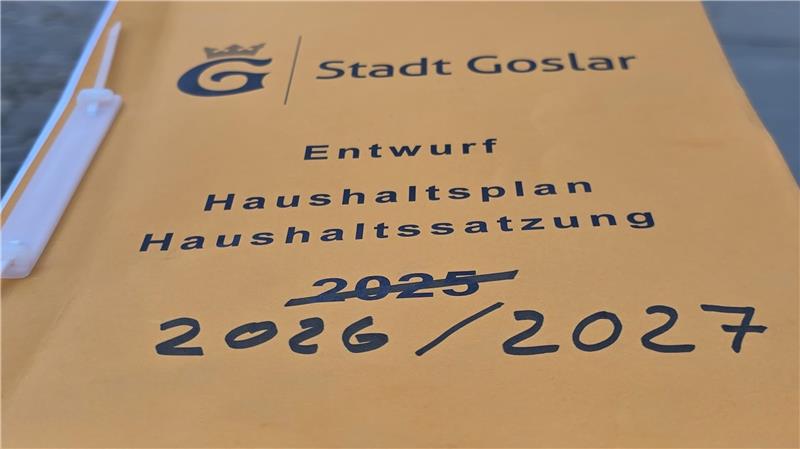 G Stadt Goslar
Entwurf
Haushaltsplan
Haushaltssatzung
2025
2026/2027